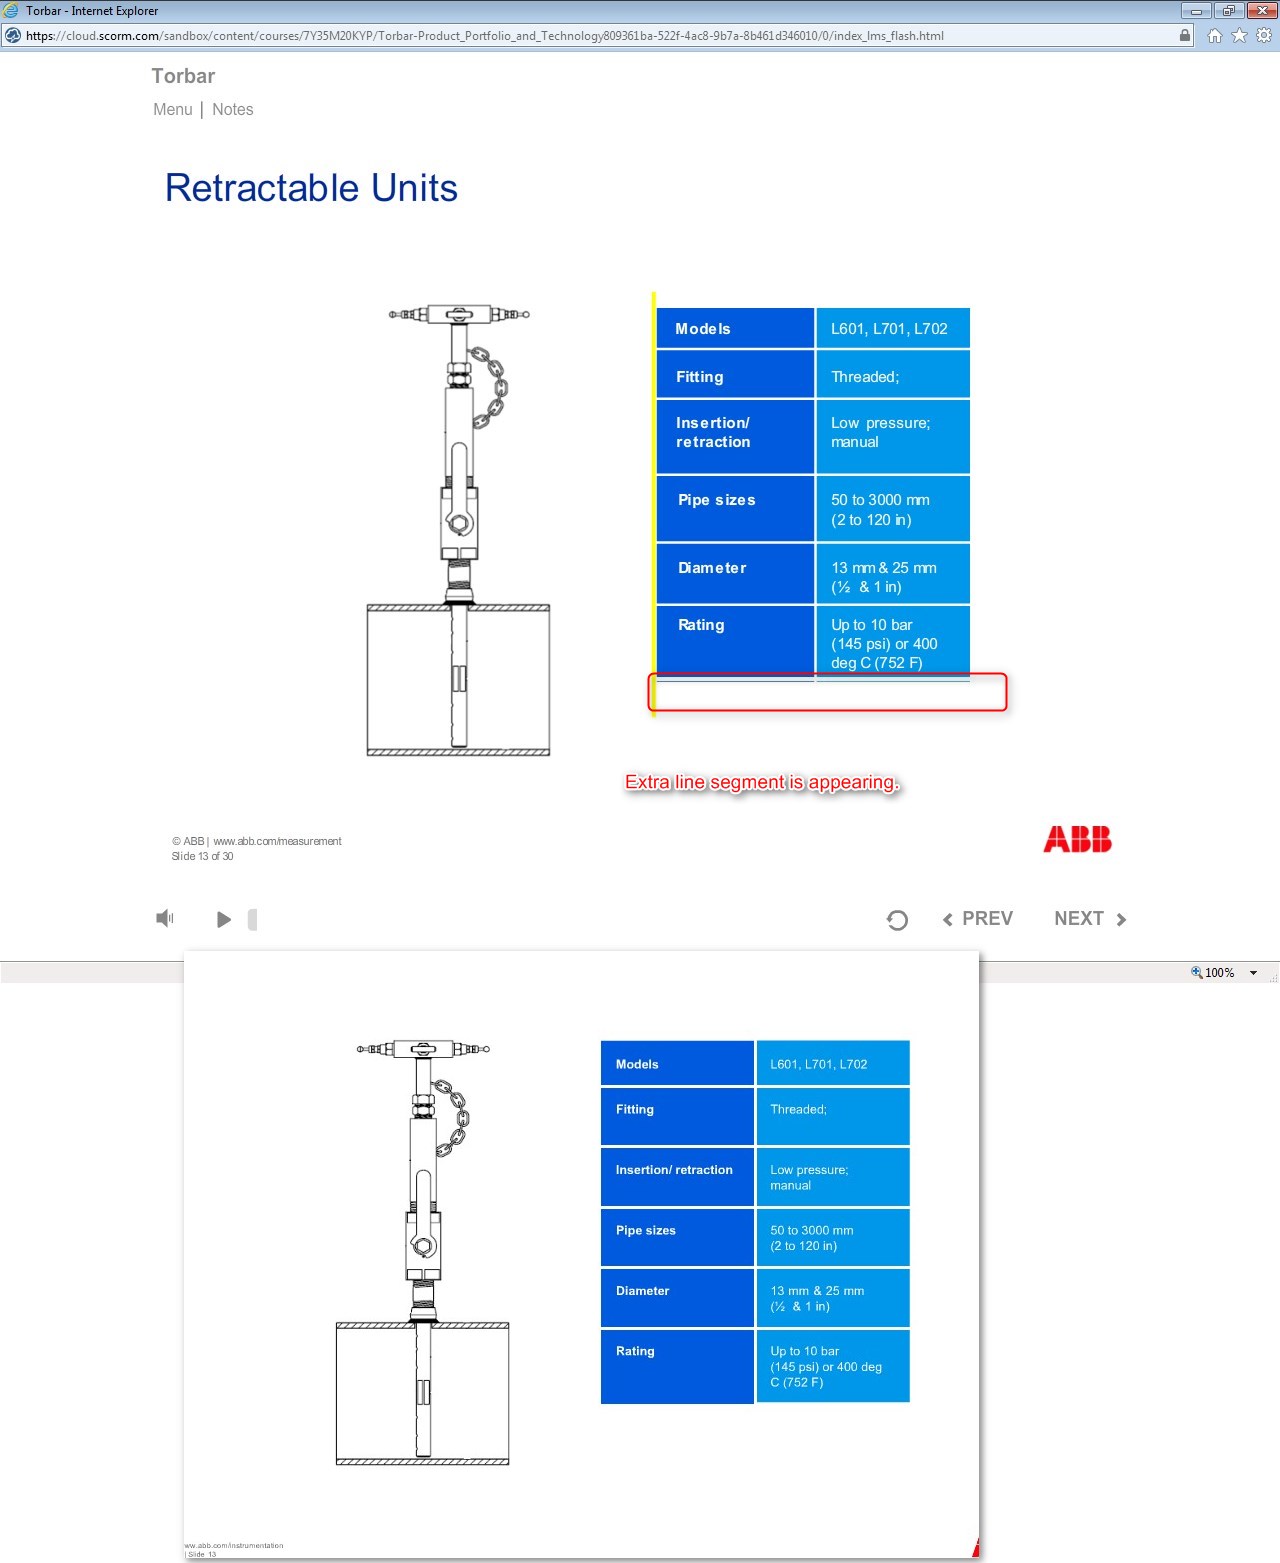 Torbar - Internet Explorer
https://cloud.scorm.com/sandbox/content/courses/7Y35M20KYP/Torbar-Product_Portfolio_and_Technology809361ba-522f-4ac8-9b7a-8b461d346010/0/index_lms_flash.html
Torbar
Menu | Notes
Retractable Units
Models L601, L701, L702
Fitting Threaded;
Insertion/ Low pressure;
retraction manual
Pipe sizes 50 to 3000 mm
(2 to 120 in)
Diameter 13 mm & 25 mm
(½ & 1 in)
Rating Up to 10 bar
(145 psi) or 400
deg C (752 F)
Extra line segment is appearing.
© ABB | www.abb.com/measurement
Slide 13 of 30
ABB
PREV NEXT
100%
Models L601, L701, L702
Fitting Threaded;
Insertion/ retraction Low pressure;
manual
Pipe sizes 50 to 3000 mm
(2 to 120 in)
Diameter 13 mm & 25 mm
(½ & 1 in)
Rating Up to 10 bar
(145 psi) or 400 deg
C (752 F)
ww.abb.com/instrumentation
| Slide 13